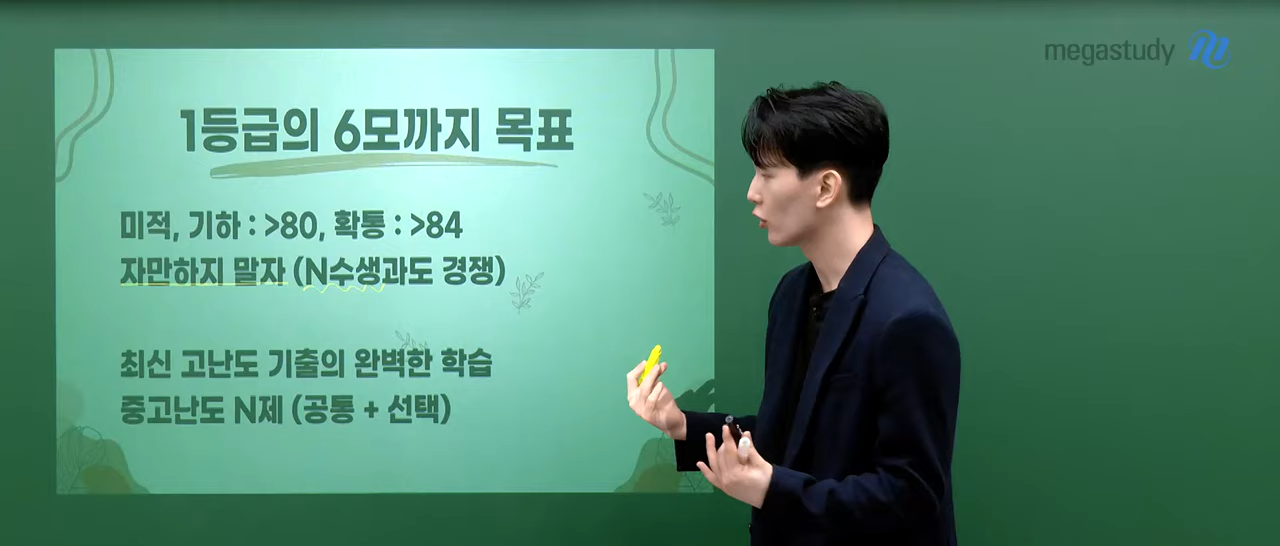 megastudy
1등급의 6모까지 목표
미적, 기하 : >80, 확통 : >84
자만하지 말자 (N수생과도 경쟁)
최신 고난도 기출의 완벽한 학습
중고난도 N제 (공통 + 선택)